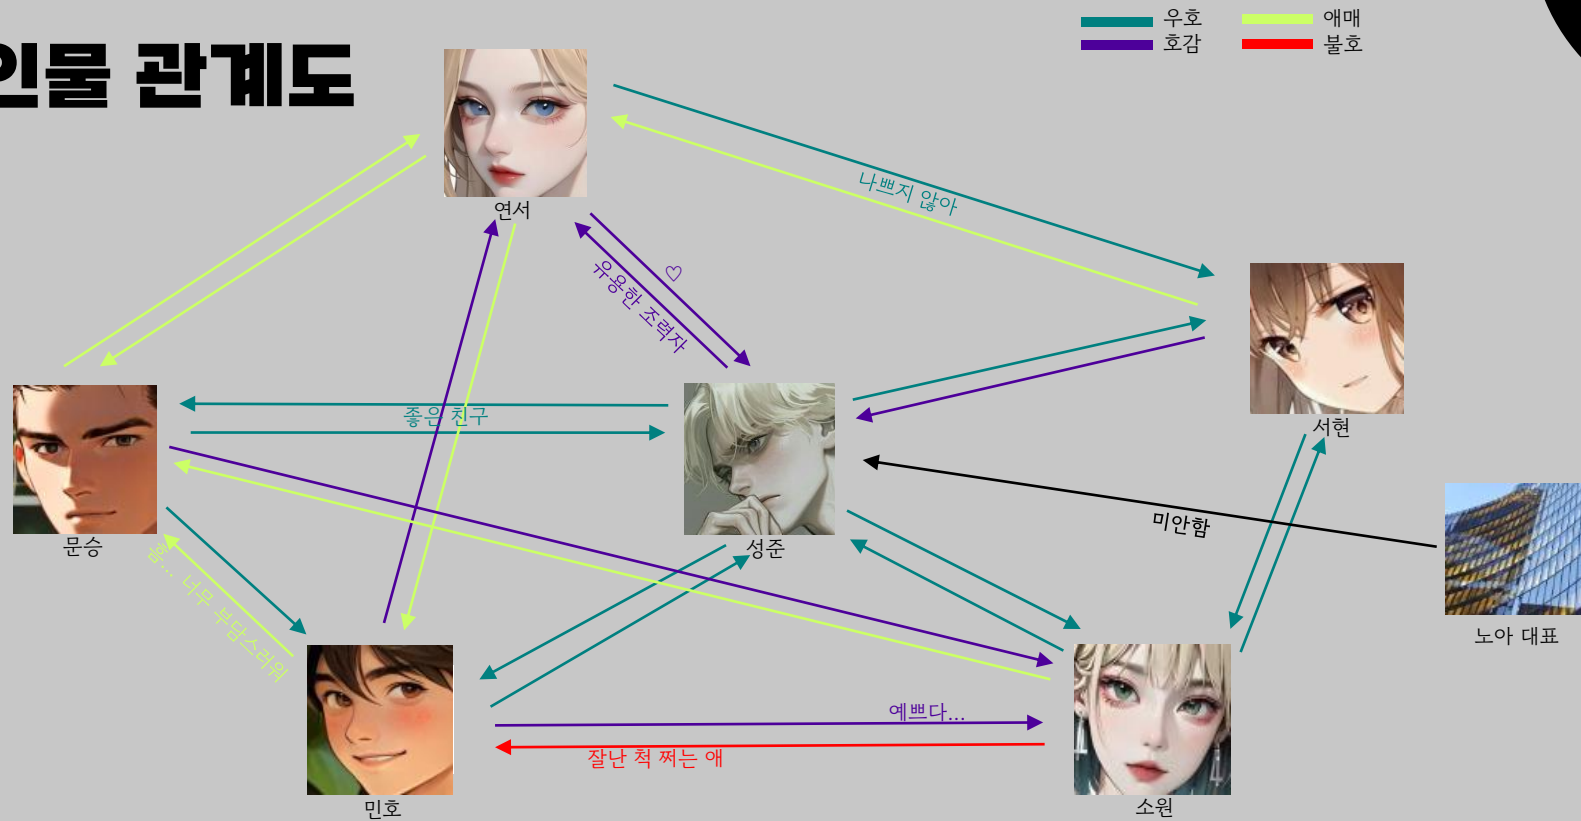 인물 관계도
우호
애매
호감
불호
연서
나쁘지 않아
♡
유용한 조력자
서현
좋은 친구
문승
성준
미안함
흠... 너무 부담스러워
노아 대표
예쁘다...
잘난 척 쩌는 애
민호
소원